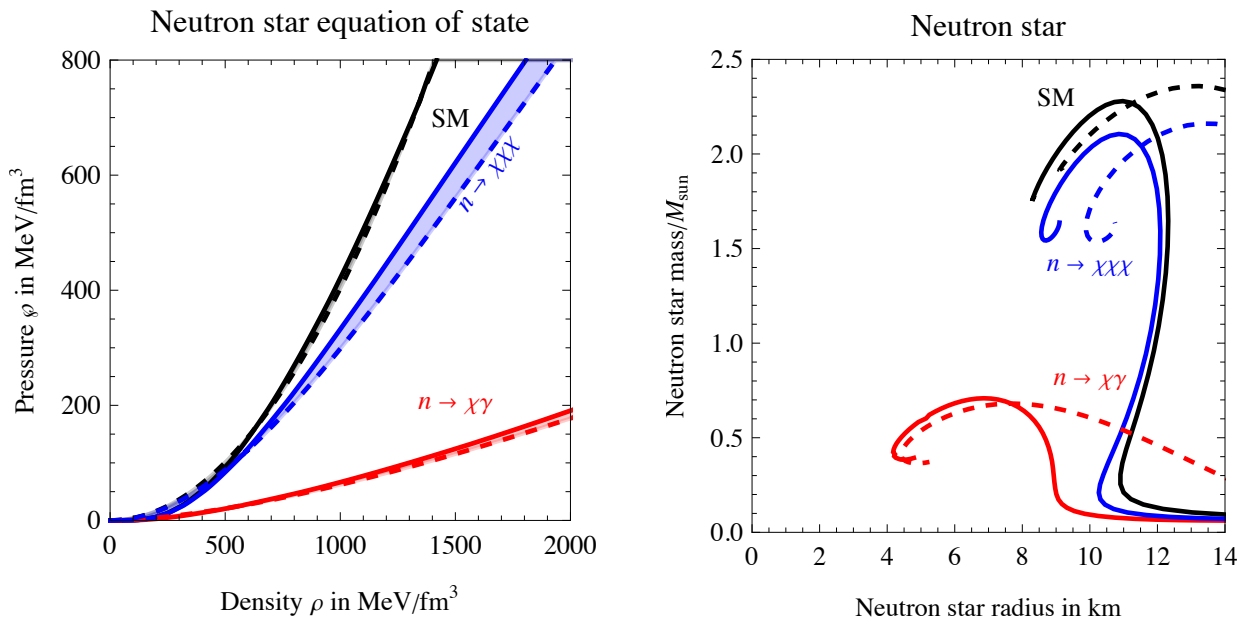 Neutron star equation of state
Pressure ℘ in MeV/fm³
800
600
400
200
0
0
500
1000
1500
2000
Density ρ in MeV/fm³
SM
n → χχχ
n → χγ
Neutron star
Neutron star mass/M_sun
2.5
2.0
1.5
1.0
0.5
0.0
0
2
4
6
8
10
12
14
Neutron star radius in km
SM
n → χχχ
n → χγ